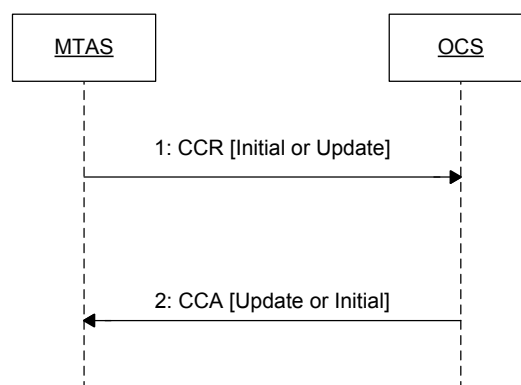 MTAS
OCS
1: CCR [Initial or Update]
2: CCA [Update or Initial]